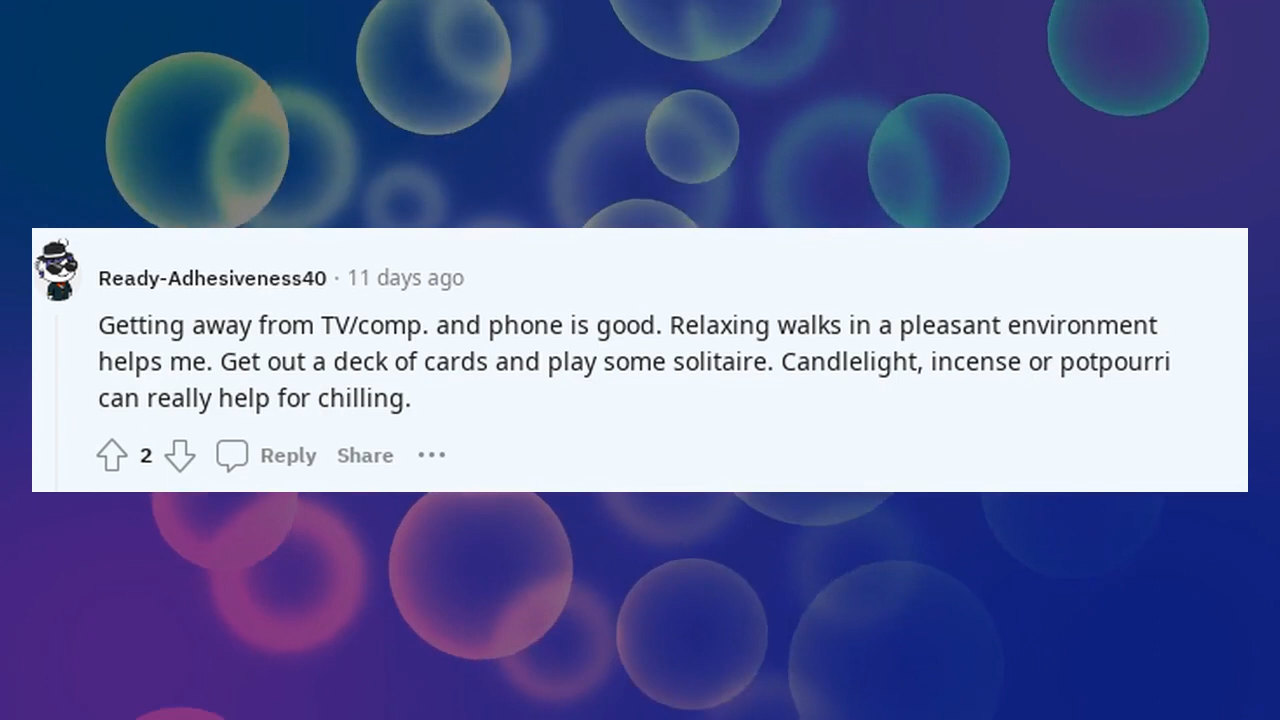 Ready-Adhesiveness40 · 11 days ago
Getting away from TV/comp. and phone is good. Relaxing walks in a pleasant environment
helps me. Get out a deck of cards and play some solitaire. Candlelight, incense or potpourri
can really help for chilling.
2 Reply Share ···